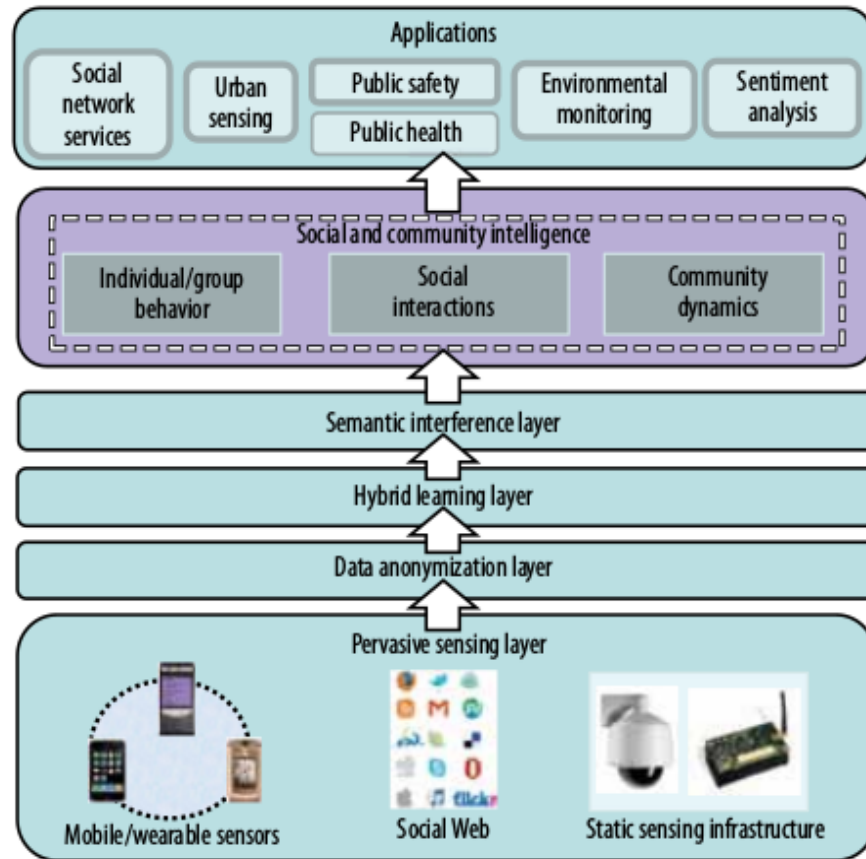 Applications
Social
network
services
Urban
sensing
Public safety
Public health
Environmental
monitoring
Sentiment
analysis
Social and community intelligence
Individual/group
behavior
Social
interactions
Community
dynamics
Semantic interference layer
Hybrid learning layer
Data anonymization layer
Pervasive sensing layer
flickr
Mobile/wearable sensors
Social Web
Static sensing infrastructure